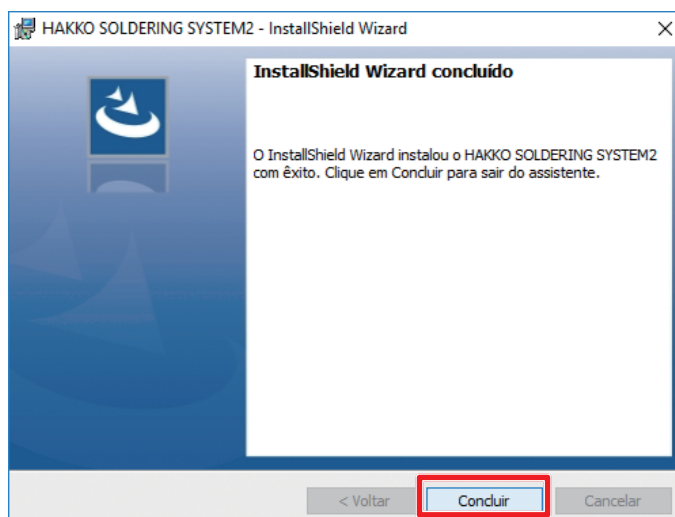 HAKKO SOLDERING SYSTEM2 - InstallShield Wizard
InstallShield Wizard concluído
O InstallShield Wizard instalou o HAKKO SOLDERING SYSTEM2
com êxito. Clique em Concluir para sair do assistente.
< Voltar Concluir Cancelar